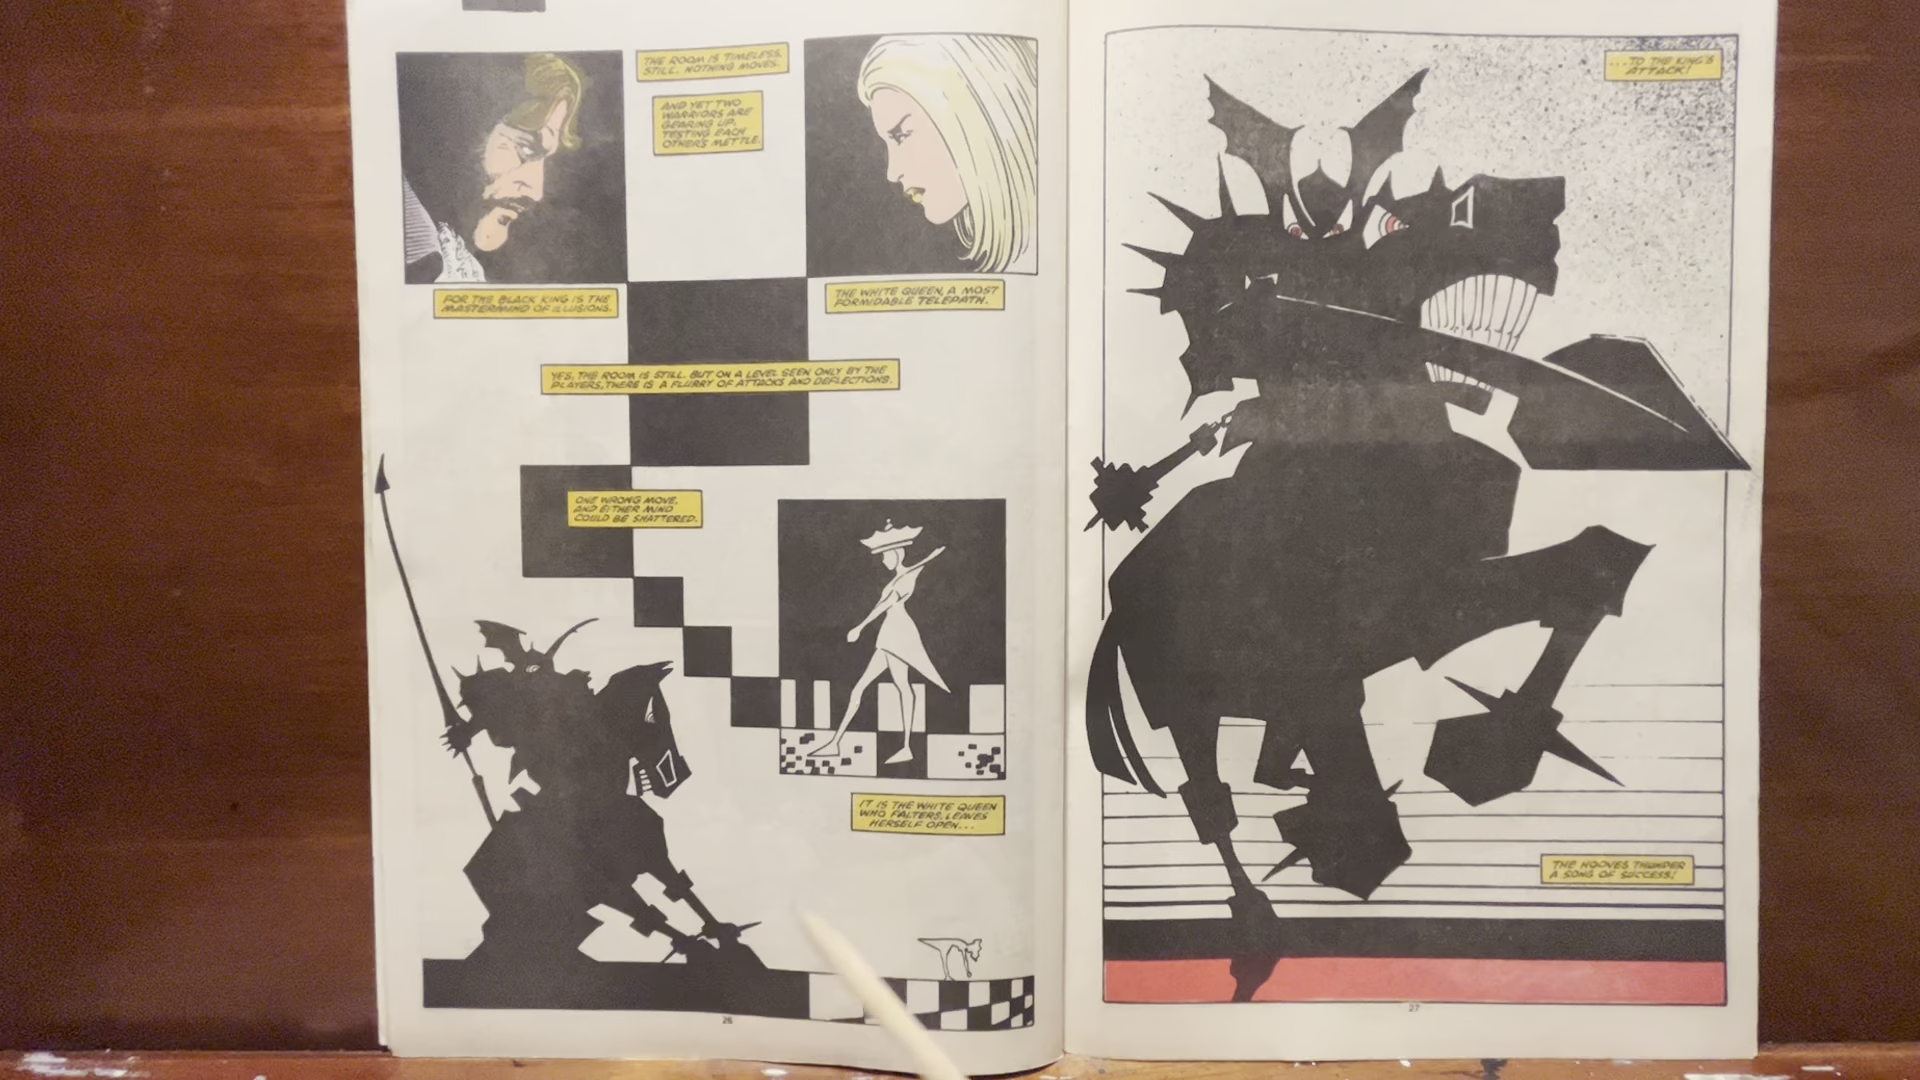 THE ROOM IS TIMELESS,
STILL. NOTHING MOVES.
AND YET TWO
WARRIORS ARE
GEARING UP,
TESTING EACH
OTHER'S METTLE.
FOR THE BLACK KING IS THE
MASTERMIND OF ILLUSIONS.
THE WHITE QUEEN, A MOST
FORMIDABLE TELEPATH.
YES, THE ROOM IS STILL. BUT ON A LEVEL SEEN ONLY BY THE
PLAYERS, THERE IS A FLURRY OF ATTACKS AND DEFLECTIONS.
ONE WRONG MOVE,
AND EITHER MIND
COULD BE SHATTERED.
IT IS THE WHITE QUEEN
WHO FALTERS, LEAVES
HERSELF OPEN...
26
...TO THE KING'S
ATTACK!
THE HOOVES THUNDER
A SONG OF SUCCESS!
27